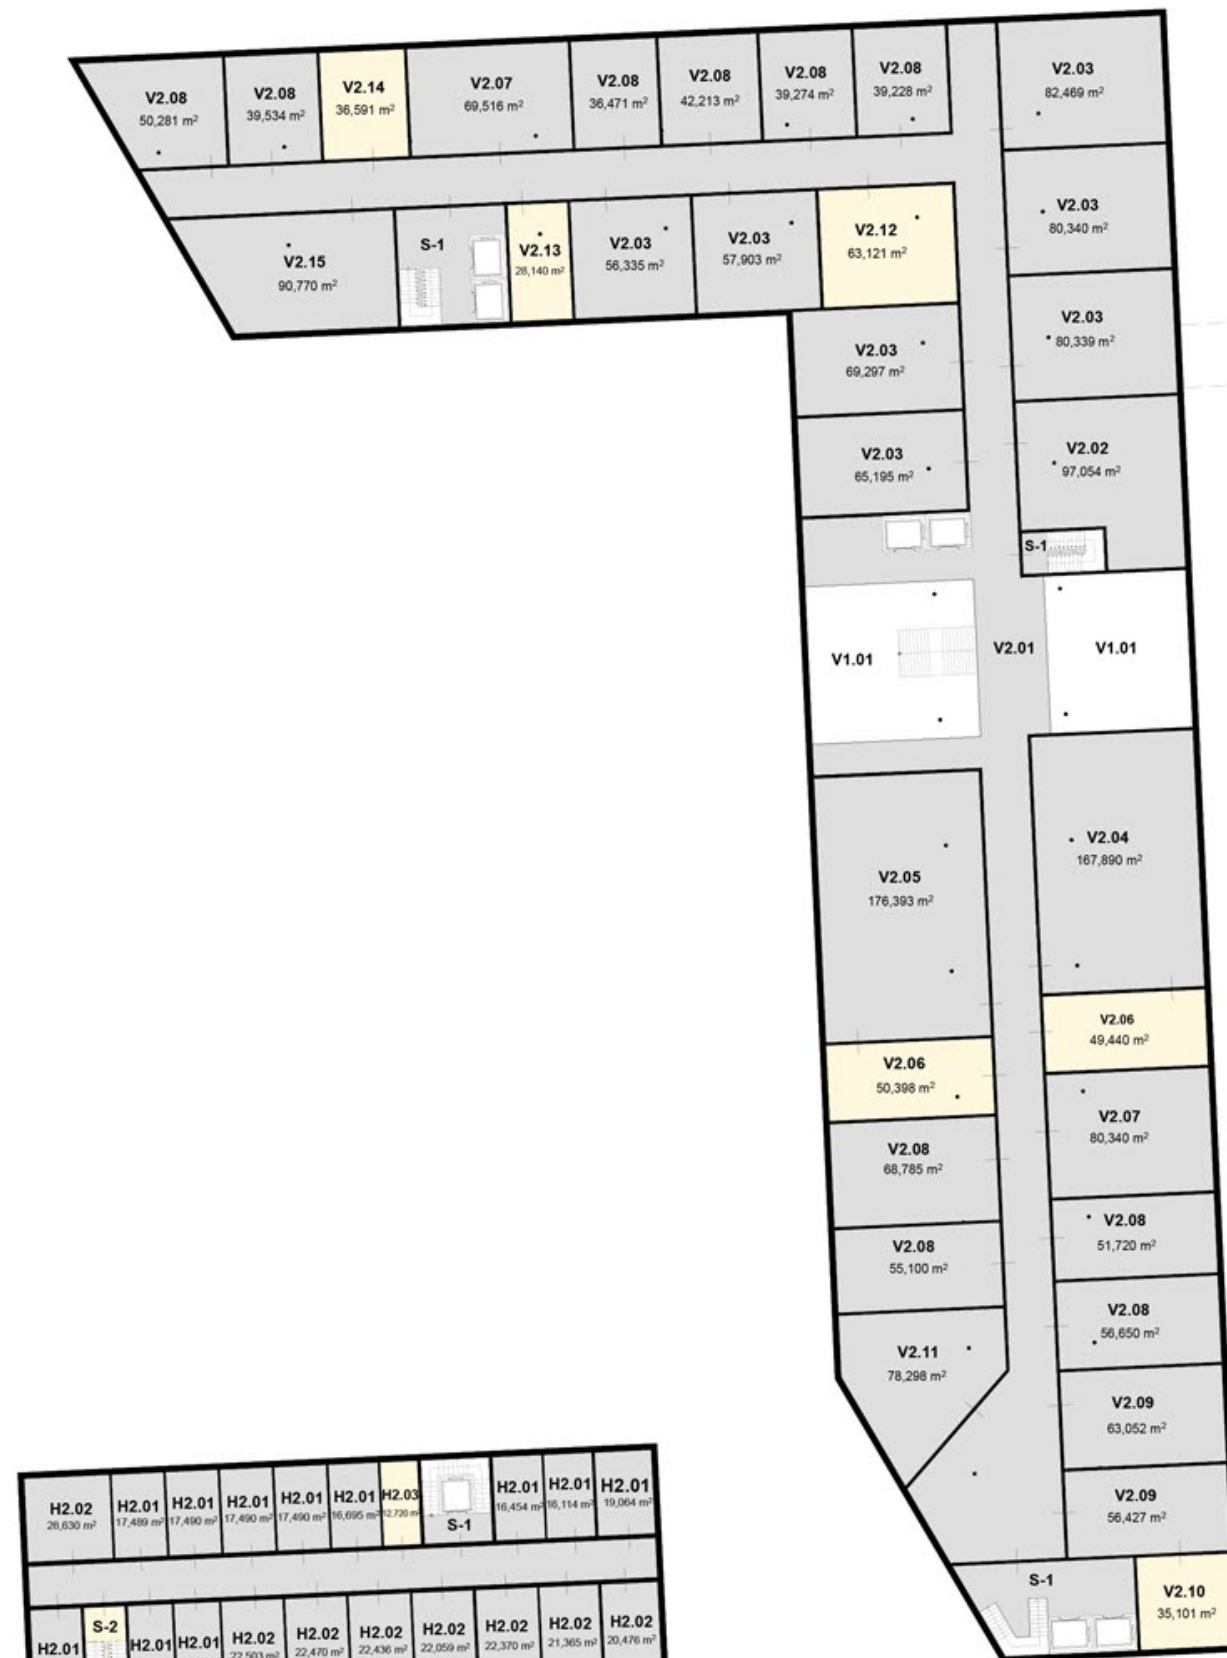 V2.08
50,281 m²
V2.08
39,534 m²
V2.14
36,591 m²
V2.07
69,516 m²
V2.08
36,471 m²
V2.08
42,213 m²
V2.08
39,274 m²
V2.08
39,228 m²
V2.03
82,469 m²
V2.15
90,770 m²
S-1
V2.13
28,140 m²
V2.03
56,335 m²
V2.03
57,903 m²
V2.12
63,121 m²
V2.03
80,340 m²
V2.03
69,297 m²
V2.03
80,339 m²
V2.03
65,195 m²
V2.02
97,054 m²
S-1
V1.01
V2.01
V1.01
V2.05
176,393 m²
V2.04
167,890 m²
V2.06
50,398 m²
V2.06
49,440 m²
V2.08
68,785 m²
V2.07
80,340 m²
V2.08
55,100 m²
V2.08
51,720 m²
V2.11
78,298 m²
V2.08
56,650 m²
V2.09
63,052 m²
V2.09
56,427 m²
S-1
V2.10
35,101 m²
H2.02
28,630 m²
H2.01
17,489 m²
H2.01
17,490 m²
H2.01
17,490 m²
H2.01
17,490 m²
H2.01
16,695 m²
H2.03
12,720 m²
S-1
H2.01
16,454 m²
H2.01
16,114 m²
H2.01
19,064 m²
H2.01
S-2
H2.01
H2.01
H2.02
22,503 m²
H2.02
22,470 m²
H2.02
22,436 m²
H2.02
22,059 m²
H2.02
22,370 m²
H2.02
21,365 m²
H2.02
20,476 m²